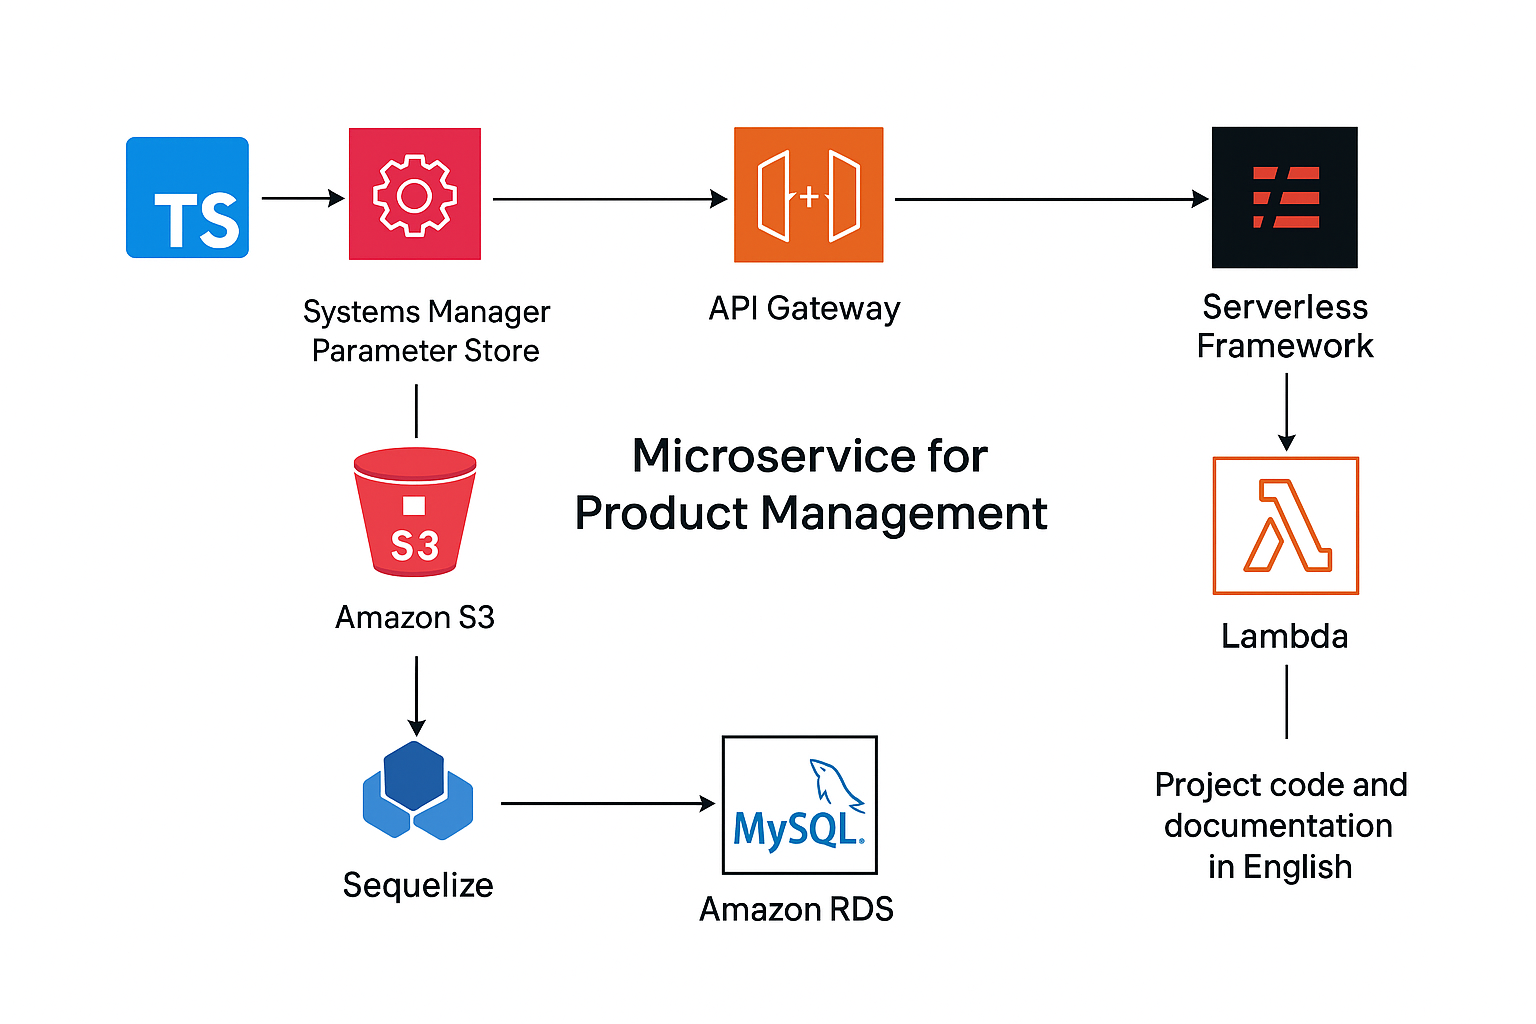 TS
Systems Manager
Parameter Store
API Gateway
Serverless
Framework
Microservice for
Product Management
S3
Amazon S3
Lambda
Sequelize
MySQL.
Amazon RDS
Project code and
documentation
in English